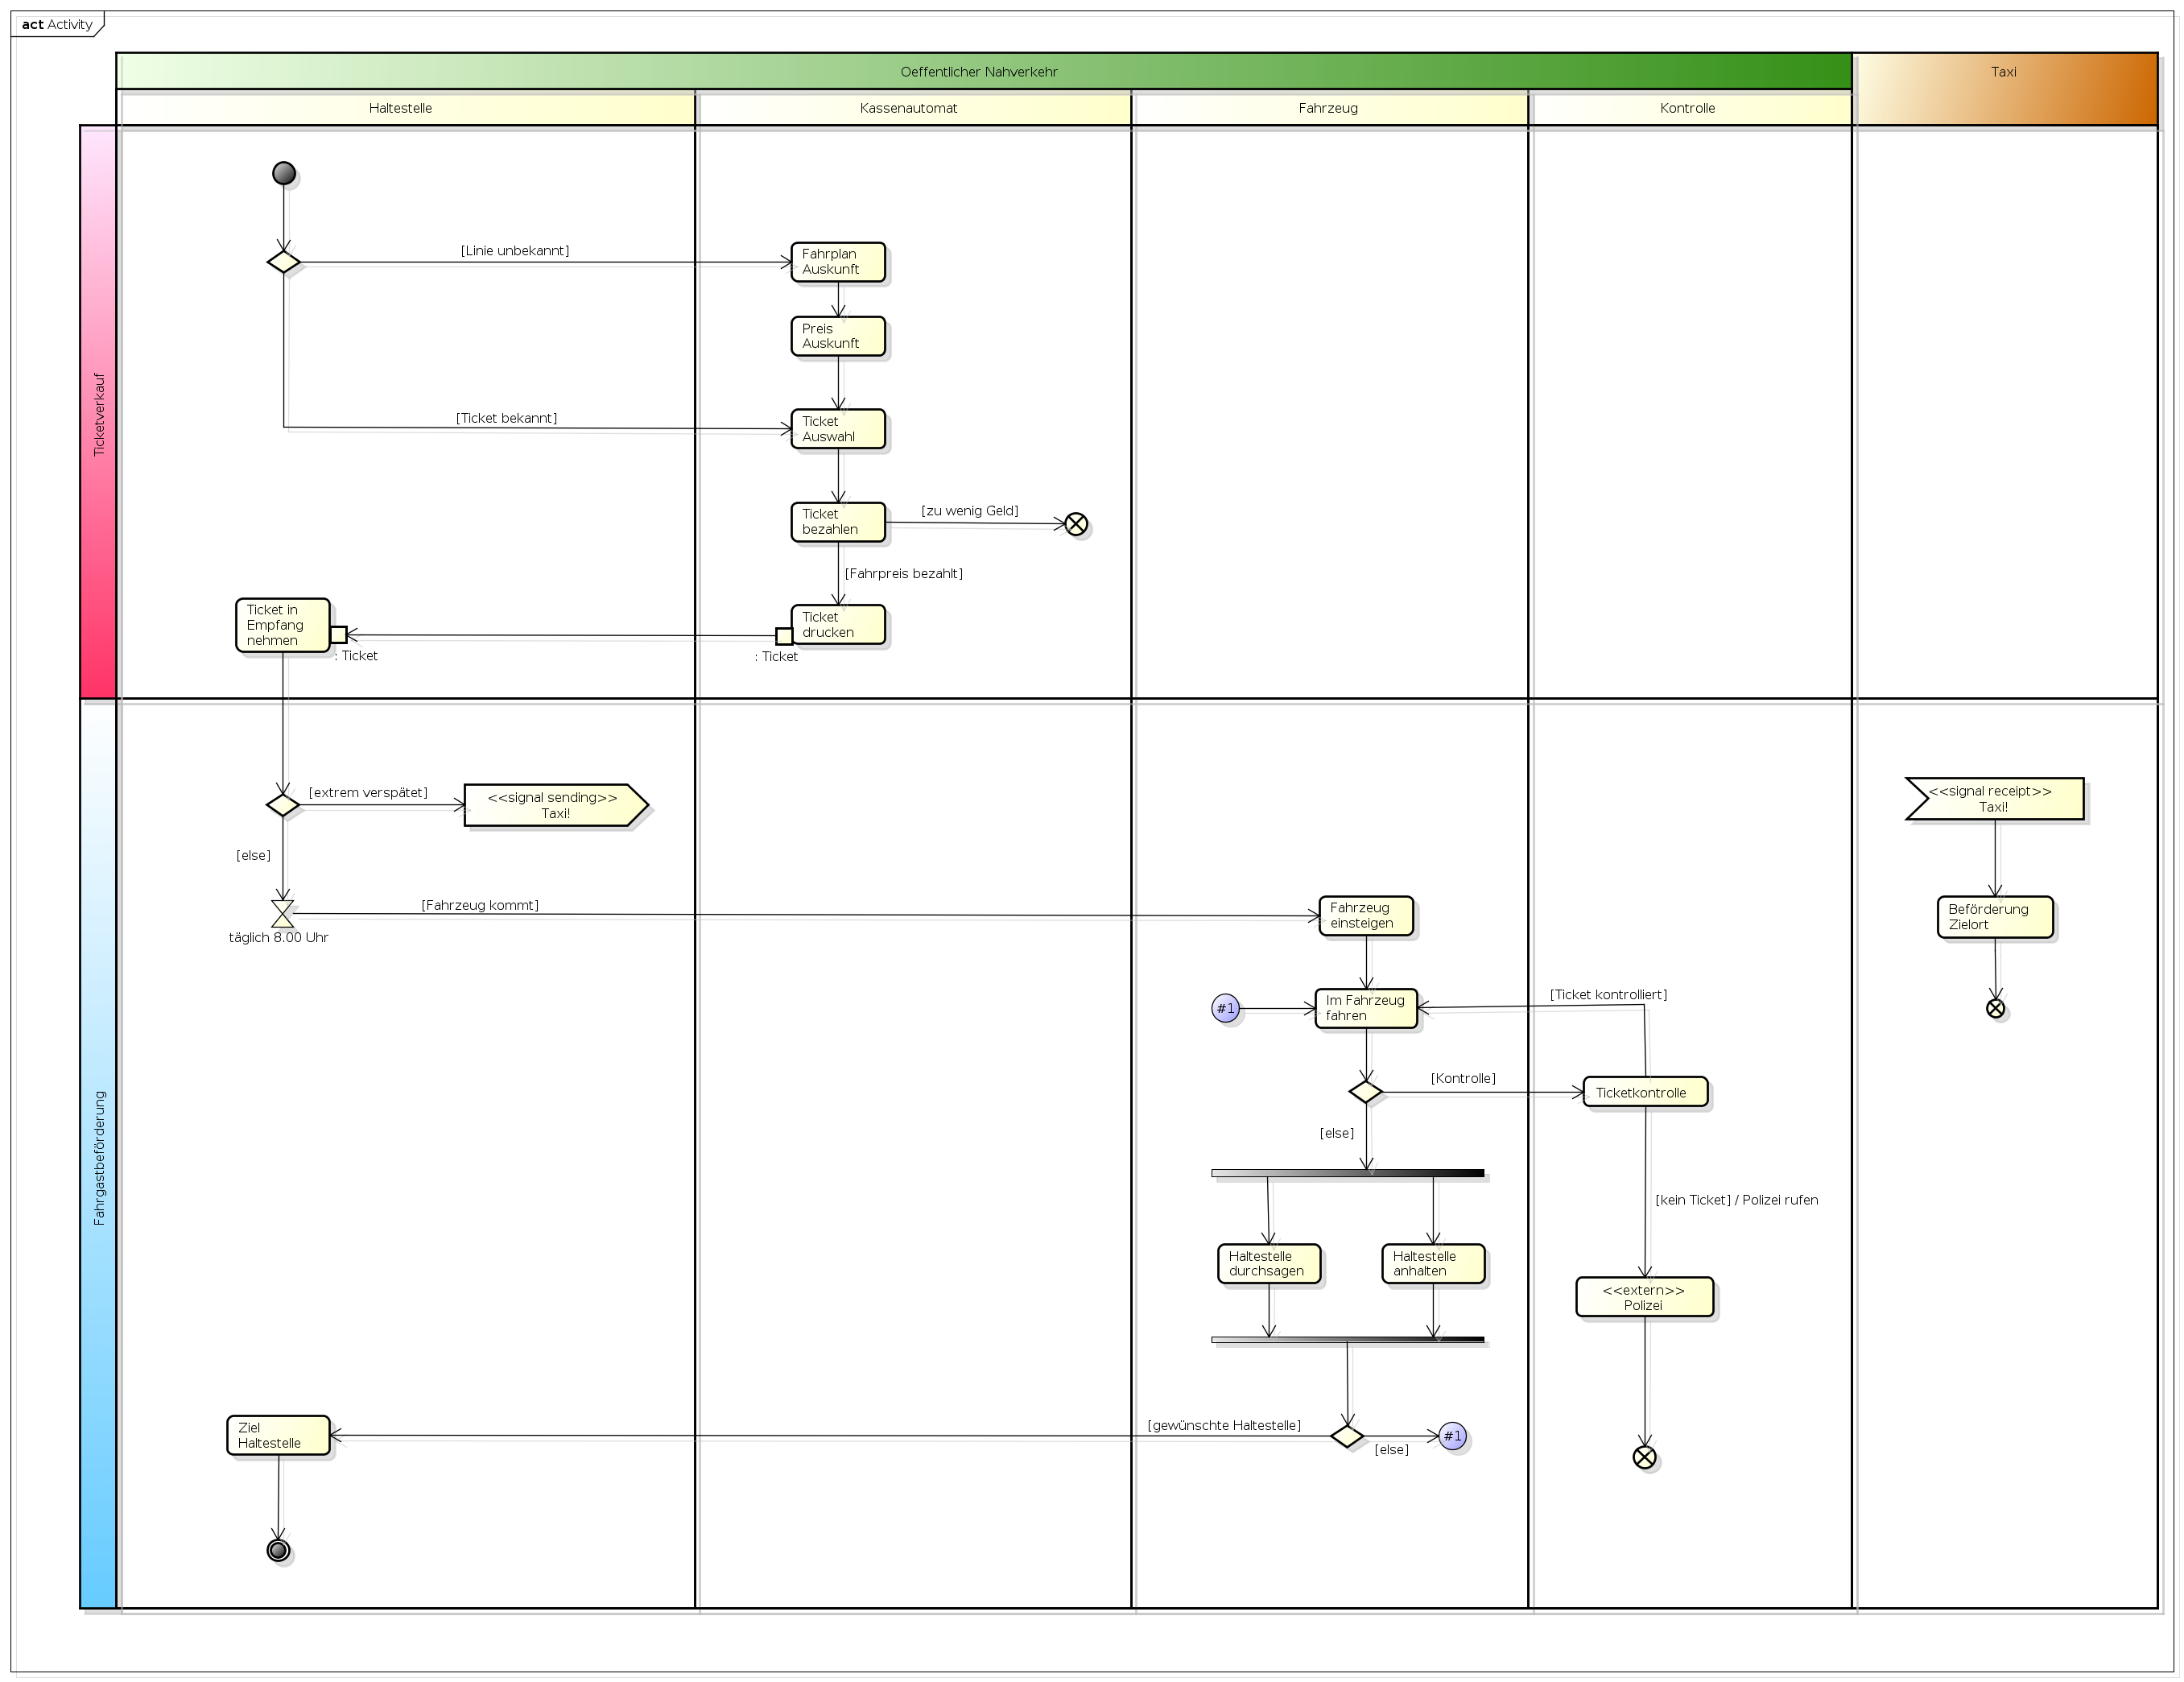 act Activity
Oeffentlicher Nahverkehr
Taxi
Haltestelle
Kassenautomat
Fahrzeug
Kontrolle
Ticketverkauf
[Linie unbekannt]
Fahrplan
Auskunft
Preis
Auskunft
[Ticket bekannt]
Ticket
Auswahl
Ticket
bezahlen
[zu wenig Geld]
[Fahrpreis bezahlt]
Ticket in
Empfang
nehmen
: Ticket
Ticket
drucken
: Ticket
Fahrgastbeförderung
[extrem verspätet]
<<signal sending>>
Taxi!
<<signal receipt>>
Taxi!
[else]
[Fahrzeug kommt]
täglich 8.00 Uhr
Fahrzeug
einsteigen
Beförderung
Zielort
#1
Im Fahrzeug
fahren
[Ticket kontrolliert]
[Kontrolle]
Ticketkontrolle
[else]
[kein Ticket] / Polizei rufen
Haltestelle
durchsagen
Haltestelle
anhalten
<<extern>>
Polizei
Ziel
Haltestelle
[gewünschte Haltestelle]
[else]
#1